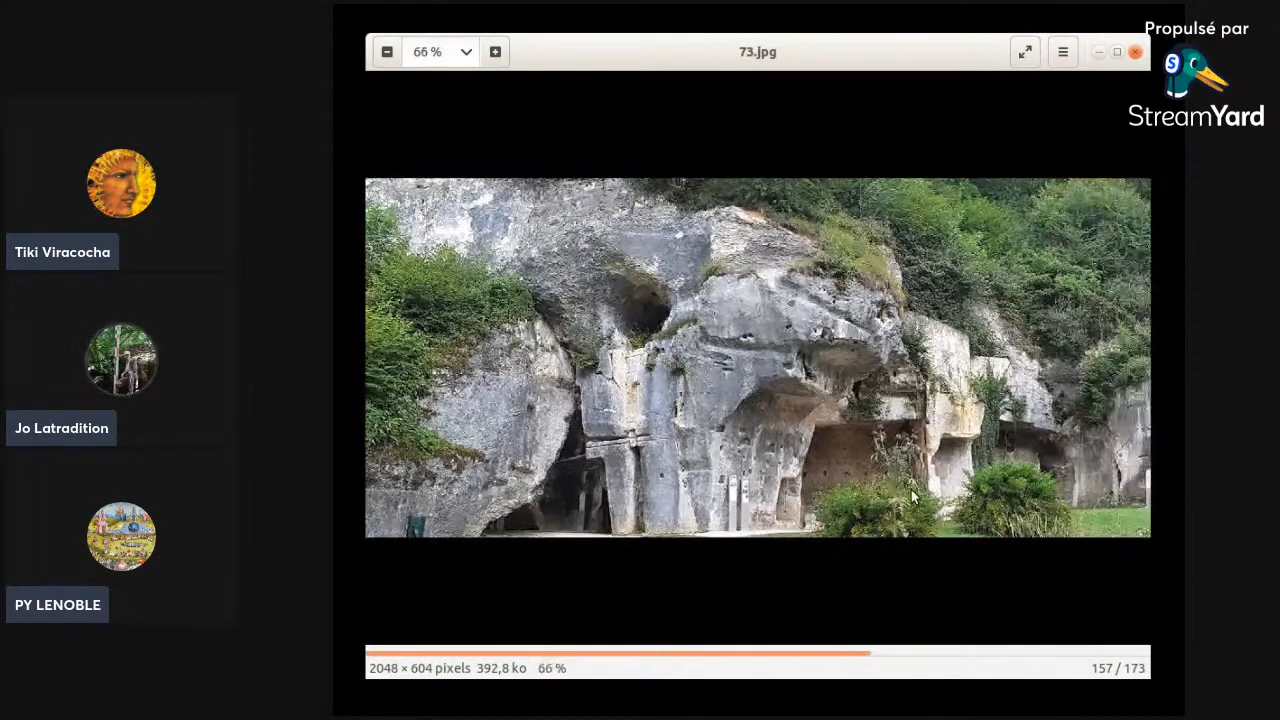 Propulsé par
StreamYard
66 %
73.jpg
Tiki Viracocha
Jo Latradition
PY LENOBLE
2048 × 604 pixels 392,8 ko 66 %
157 / 173